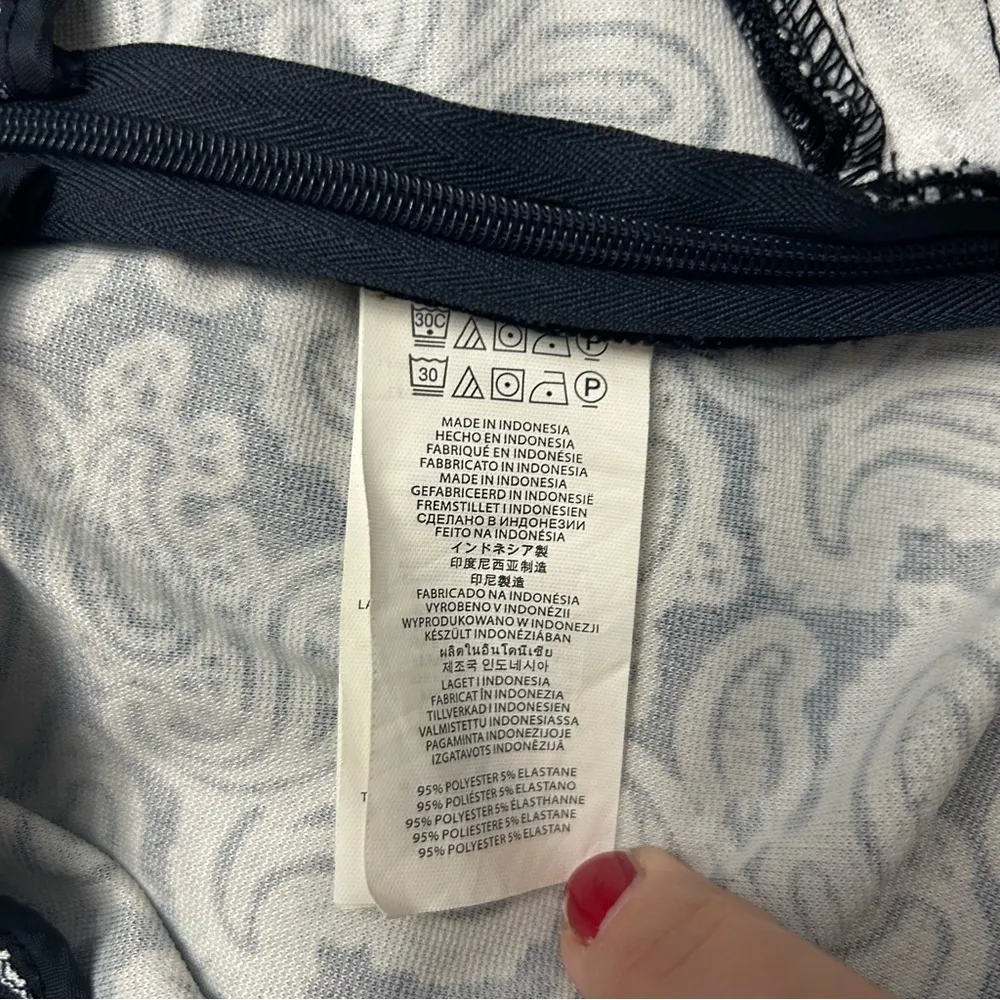 30C P
30 P
MADE IN INDONESIA
HECHO EN INDONESIA
FABRIQUÉ EN INDONÉSIE
FABBRICATO IN INDONESIA
MADE IN INDONESIA
GEFABRICEERD IN INDONESIË
FREMSTILLET I INDONESIEN
СДЕЛАНО В ИНДОНЕЗИИ
FEITO NA INDONÉSIA
インドネシア製
印度尼西亚制造
印尼製造
FABRICADO NA INDONÉSIA
VYROBENO V INDONÉZII
WYPRODUKOWANO W INDONEZJI
KÉSZÜLT INDONÉZIÁBAN
ผลิตในอินโดนีเซีย
제조국 인도네시아
LAGET I INDONESIA
FABRICAT ÎN INDONEZIA
TILLVERKAD I INDONESIEN
VALMISTETTU INDONESIASSA
PAGAMINTA INDONEZIJOJE
IZGATAVOTS INDONĒZIJĀ
95% POLYESTER 5% ELASTANE
95% POLIÉSTER 5% ELASTANO
95% POLYESTER 5% ÉLASTHANNE
95% POLIESTERE 5% ELASTANE
95% POLYESTER 5% ELASTAN